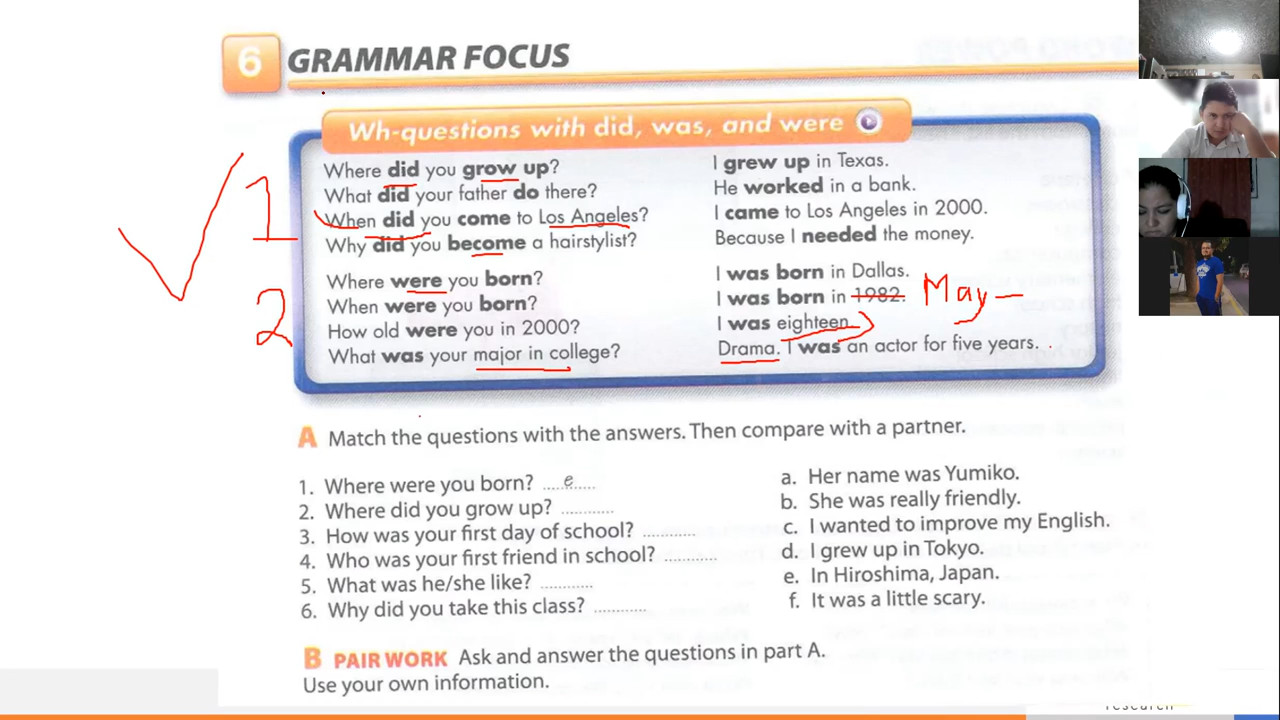 6 GRAMMAR FOCUS
Wh-questions with did, was, and were
Where did you grow up? I grew up in Texas.
What did your father do there? He worked in a bank.
When did you come to Los Angeles? I came to Los Angeles in 2000.
Why did you become a hairstylist? Because I needed the money.
1
Where were you born? I was born in Dallas.
When were you born? I was born in 1982. May
How old were you in 2000? I was eighteen
What was your major in college? Drama. I was an actor for five years.
2
A Match the questions with the answers. Then compare with a partner.
1. Where were you born? ....e.....
2. Where did you grow up? ............
3. How was your first day of school? ............
4. Who was your first friend in school? ............
5. What was he/she like? ............
6. Why did you take this class? ............
a. Her name was Yumiko.
b. She was really friendly.
c. I wanted to improve my English.
d. I grew up in Tokyo.
e. In Hiroshima, Japan.
f. It was a little scary.
B PAIR WORK Ask and answer the questions in part A.
Use your own information.
research